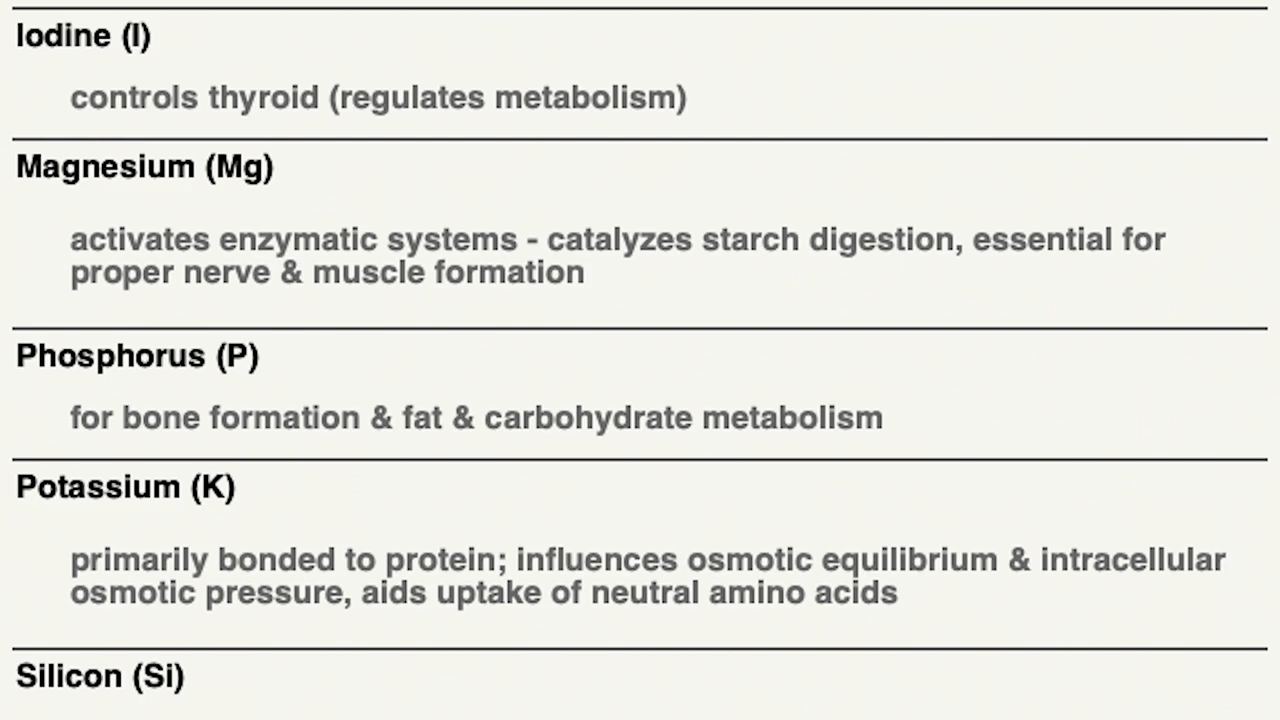 Iodine (I)
controls thyroid (regulates metabolism)
Magnesium (Mg)
activates enzymatic systems - catalyzes starch digestion, essential for
proper nerve & muscle formation
Phosphorus (P)
for bone formation & fat & carbohydrate metabolism
Potassium (K)
primarily bonded to protein; influences osmotic equilibrium & intracellular
osmotic pressure, aids uptake of neutral amino acids
Silicon (Si)